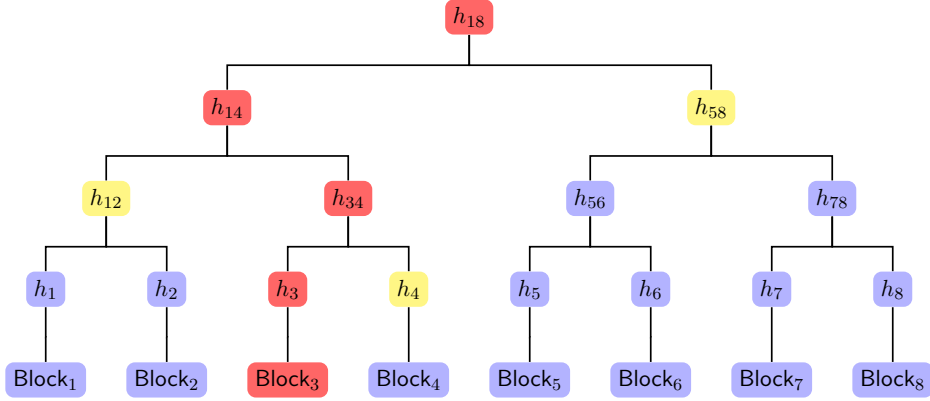 h₁₈
h₁₄ h₅₈
h₁₂ h₃₄ h₅₆ h₇₈
h₁ h₂ h₃ h₄ h₅ h₆ h₇ h₈
Block₁ Block₂ Block₃ Block₄ Block₅ Block₆ Block₇ Block₈